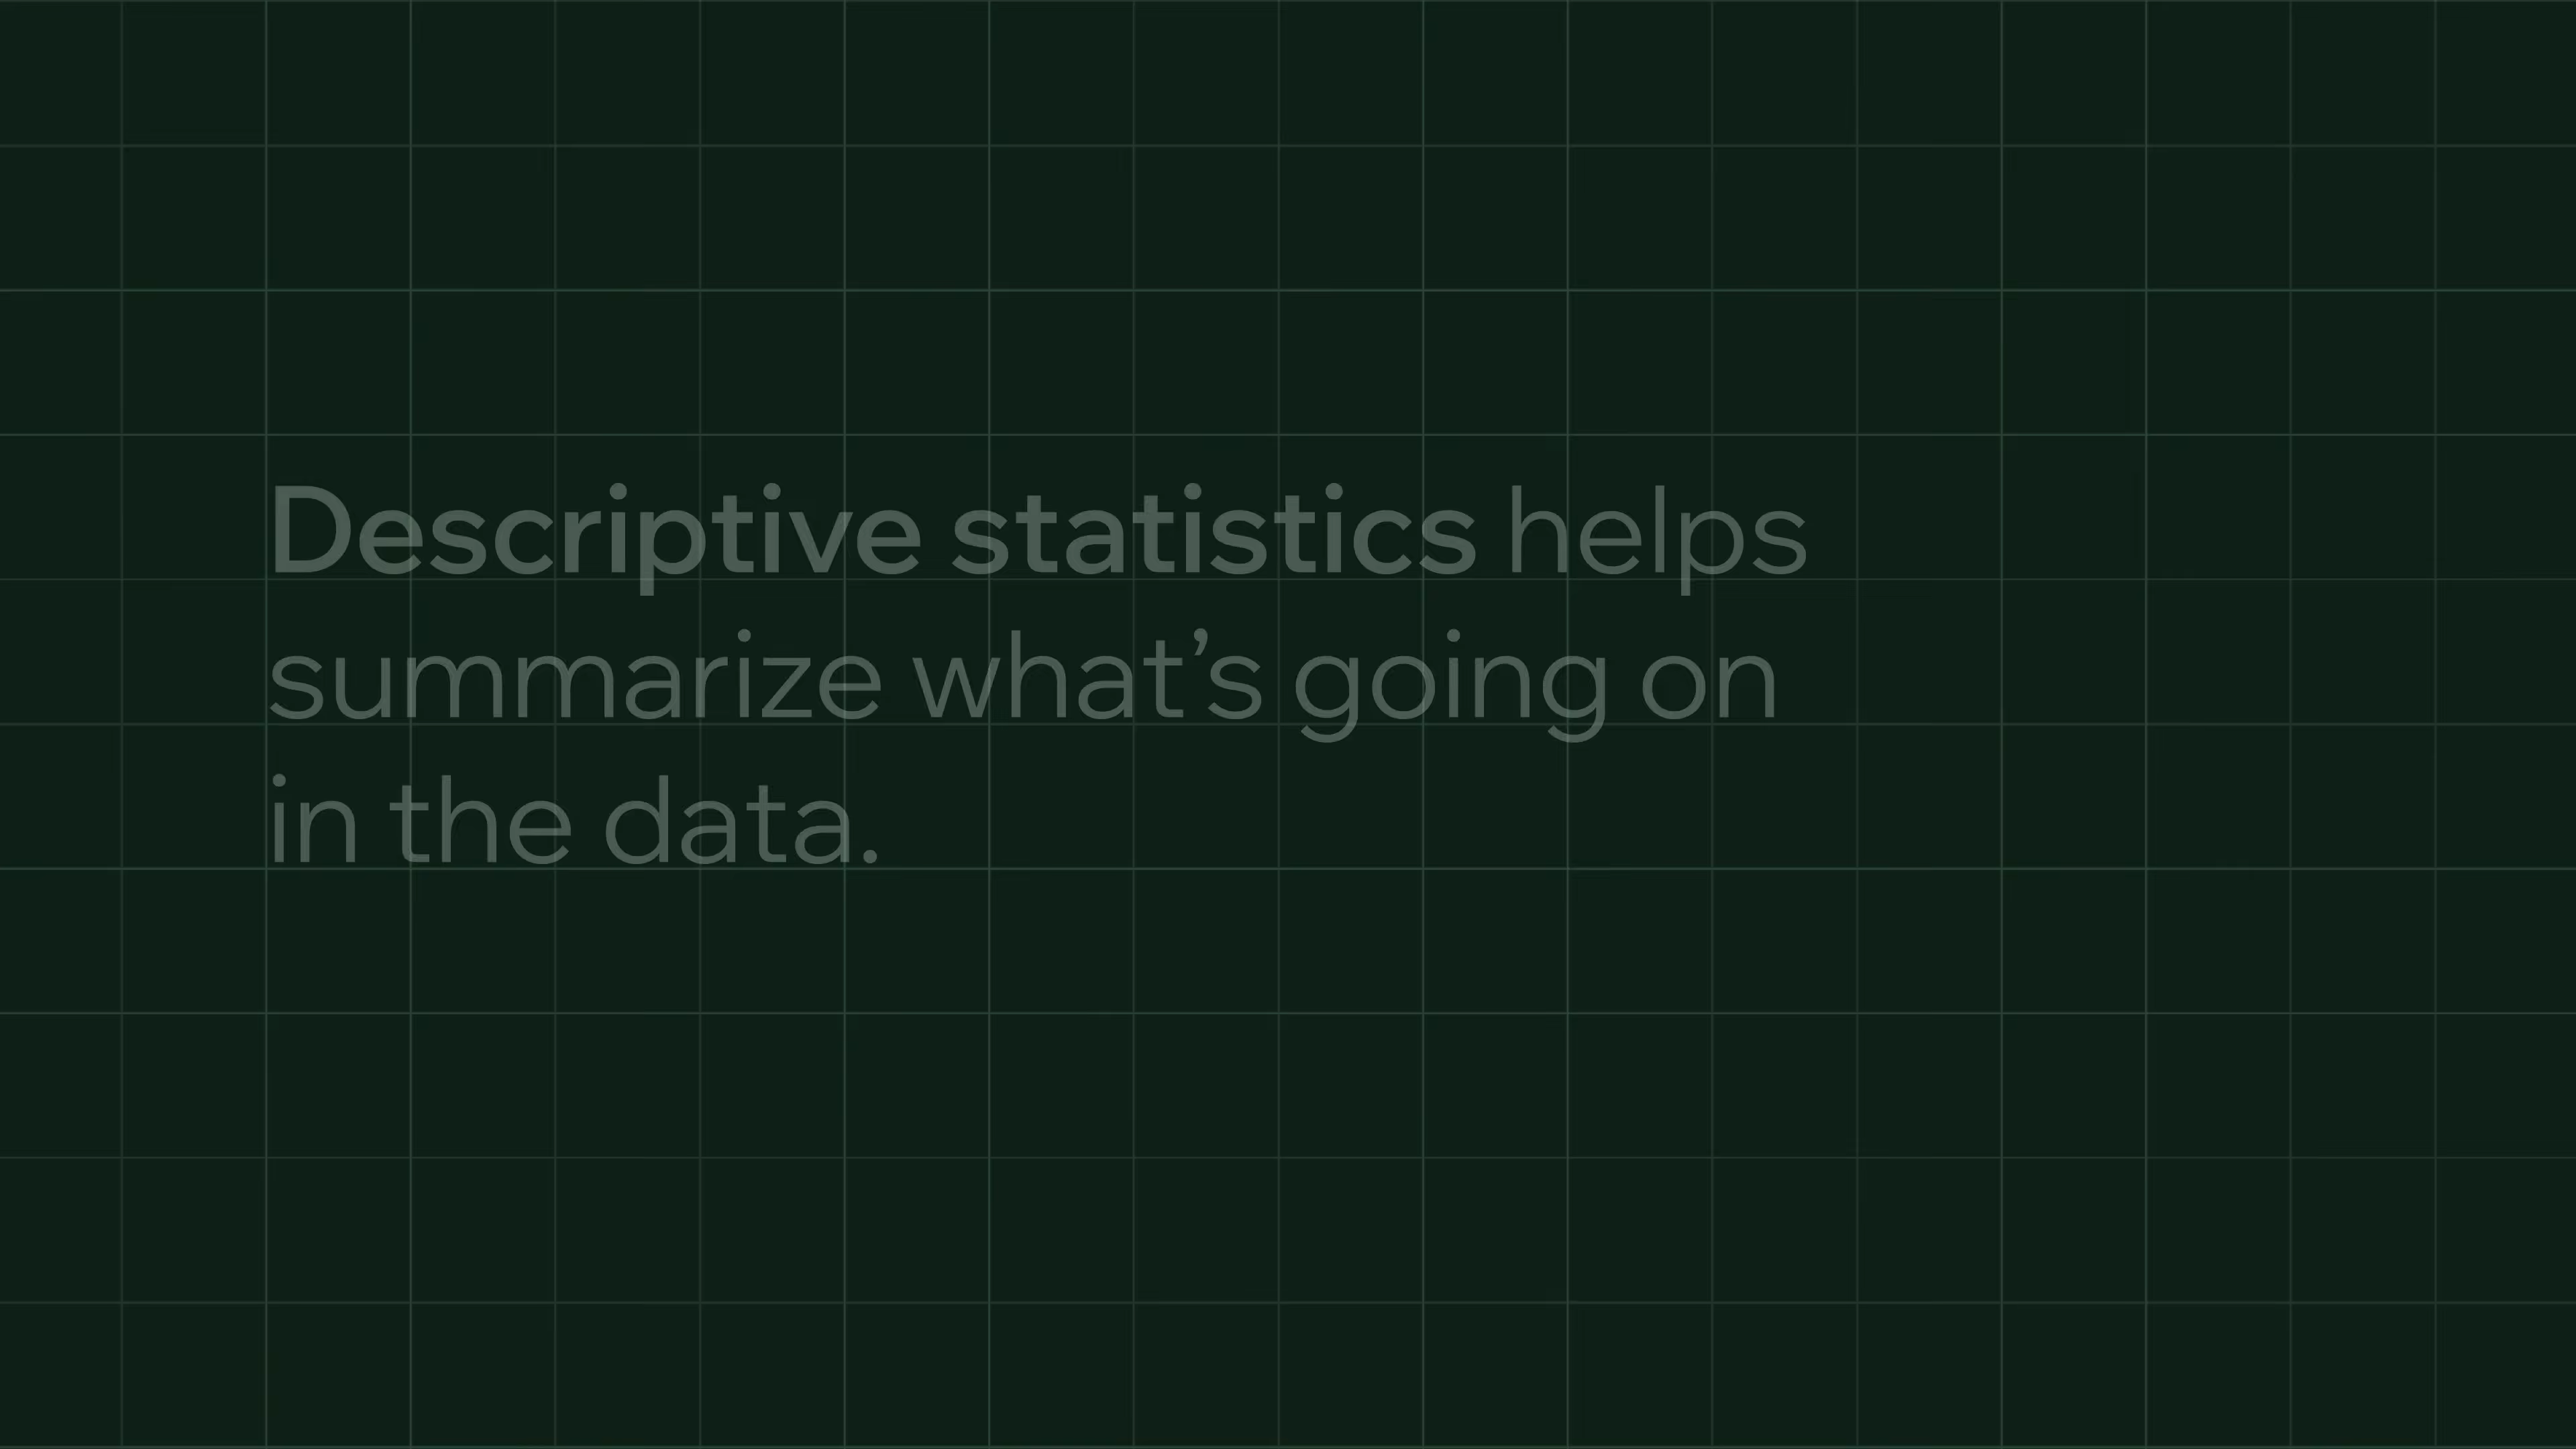 Descriptive statistics helps
summarize what’s going on
in the data.